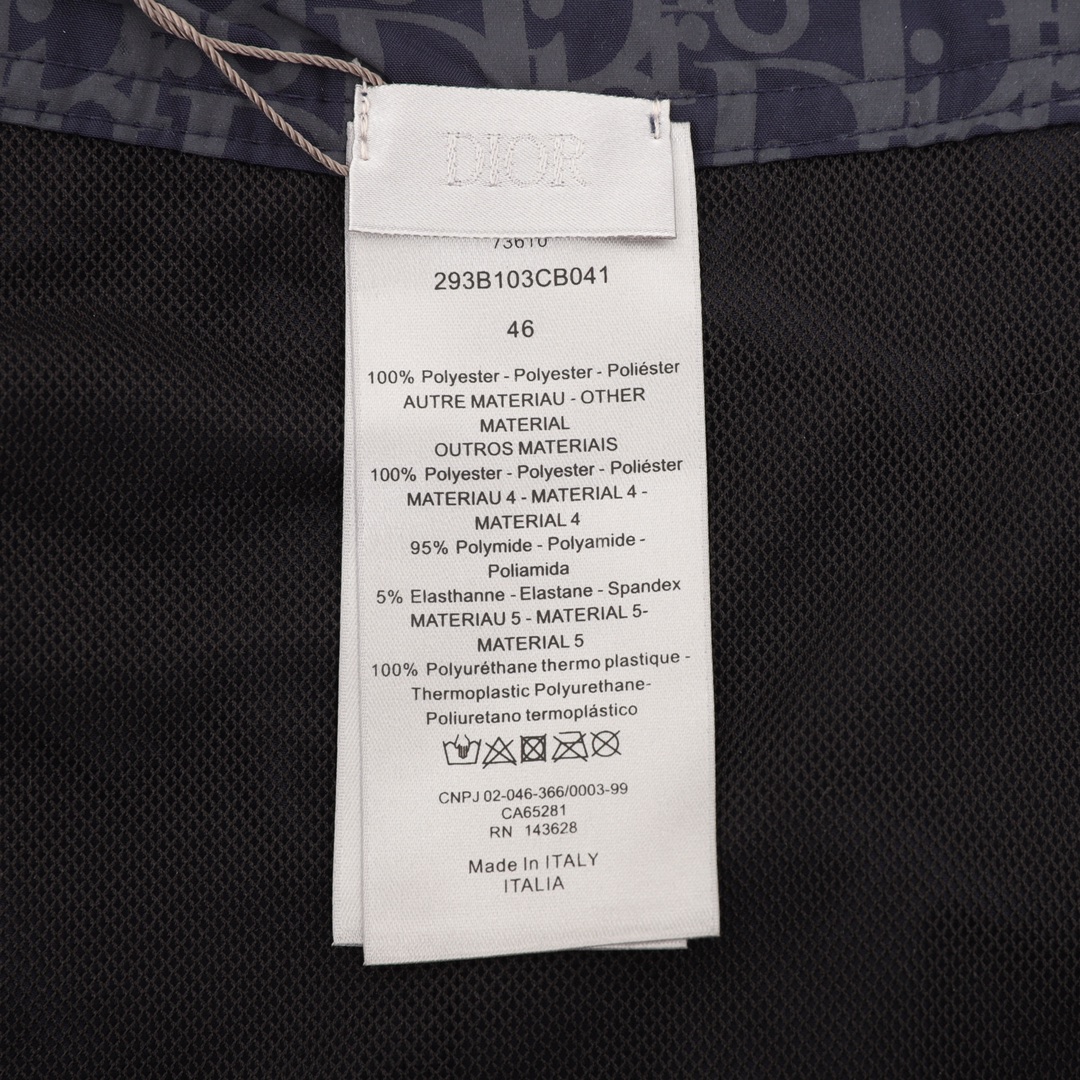 DIOR
73610
293B103CB041
46
100% Polyester - Polyester - Poliéster
AUTRE MATERIAU - OTHER
MATERIAL
OUTROS MATERIAIS
100% Polyester - Polyester - Poliéster
MATERIAU 4 - MATERIAL 4 -
MATERIAL 4
95% Polymide - Polyamide -
Poliamida
5% Elasthanne - Elastane - Spandex
MATERIAU 5 - MATERIAL 5-
MATERIAL 5
100% Polyuréthane thermo plastique -
Thermoplastic Polyurethane-
Poliuretano termoplástico
CNPJ 02-046-366/0003-99
CA65281
RN 143628
Made In ITALY
ITALIA